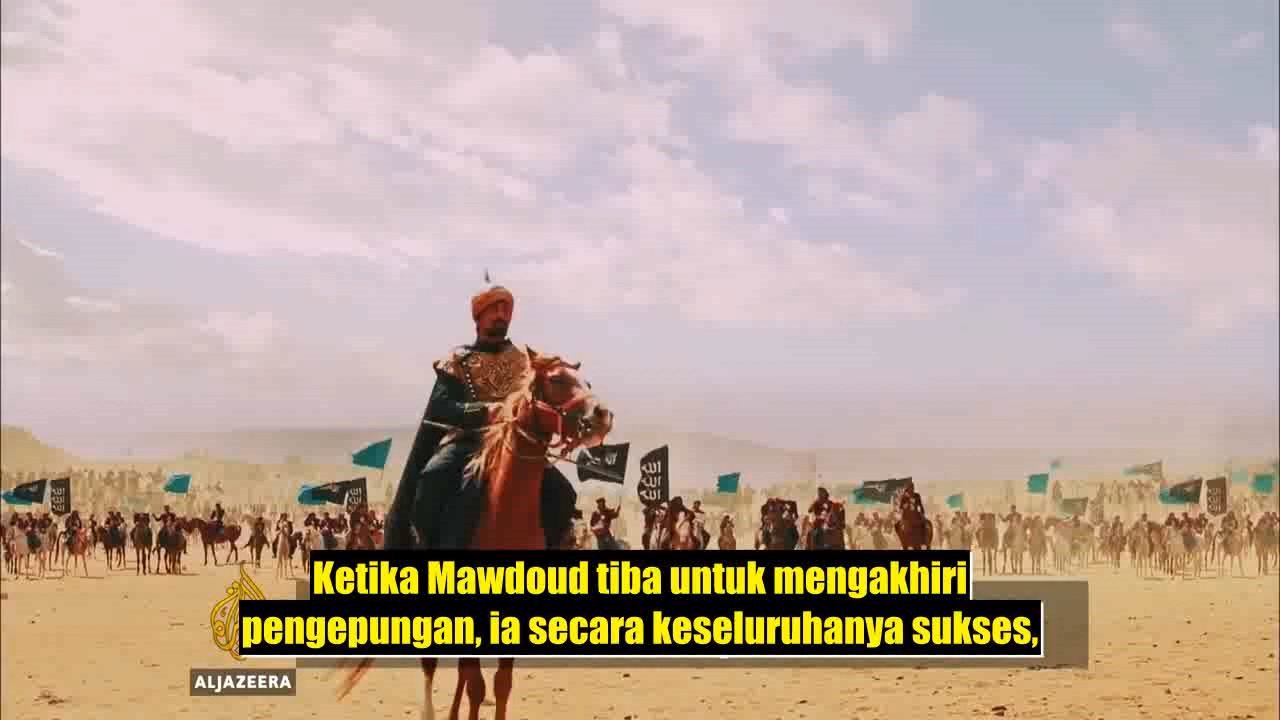 Ketika Mawdoud tiba untuk mengakhiri
pengepungan, ia secara keseluruhanya sukses,
ALJAZEERA